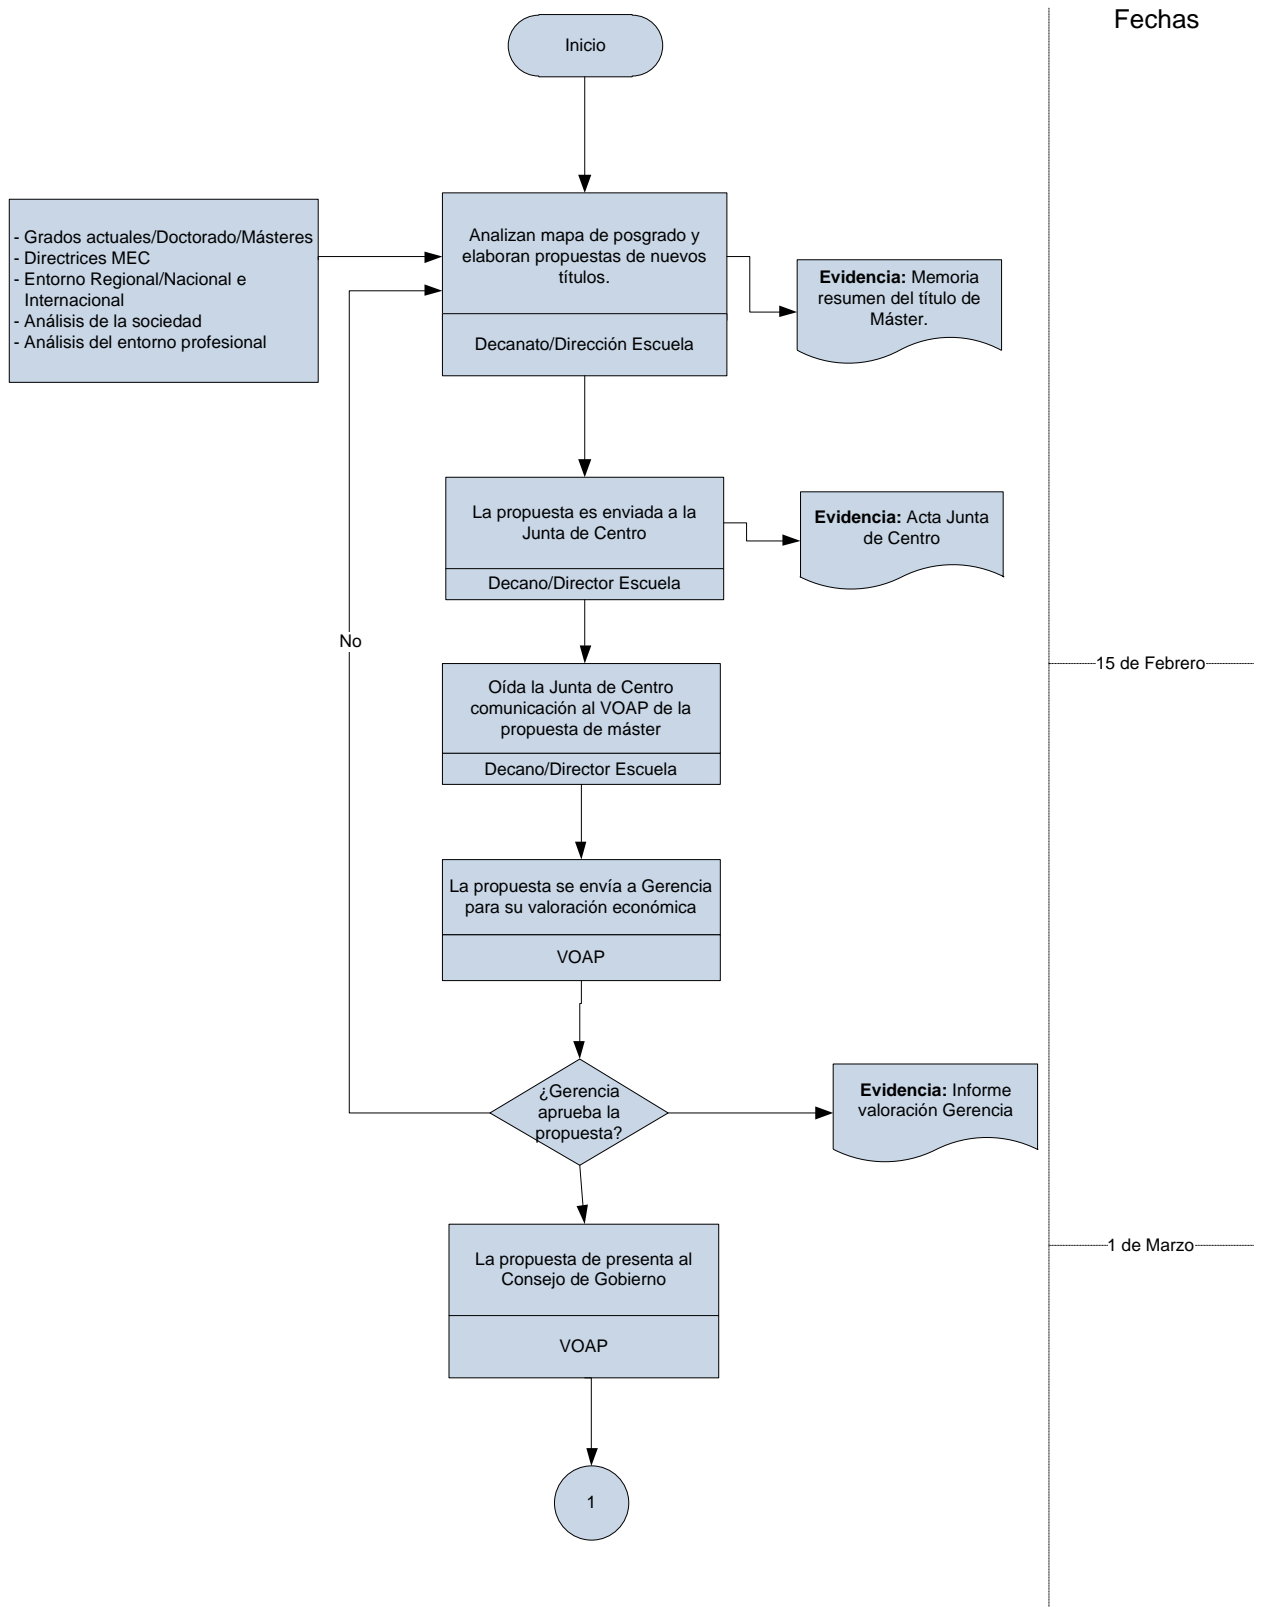 Fechas
Inicio
- Grados actuales/Doctorado/Másteres
- Directrices MEC
- Entorno Regional/Nacional e
Internacional
- Análisis de la sociedad
- Análisis del entorno profesional
Analizan mapa de posgrado y
elaboran propuestas de nuevos
títulos.
Decanato/Dirección Escuela
Evidencia: Memoria
resumen del título de
Máster.
La propuesta es enviada a la
Junta de Centro
Decano/Director Escuela
Evidencia: Acta Junta
de Centro
No
15 de Febrero
Oída la Junta de Centro
comunicación al VOAP de la
propuesta de máster
Decano/Director Escuela
La propuesta se envía a Gerencia
para su valoración económica
VOAP
¿Gerencia
aprueba la
propuesta?
Evidencia: Informe
valoración Gerencia
1 de Marzo
La propuesta de presenta al
Consejo de Gobierno
VOAP
1